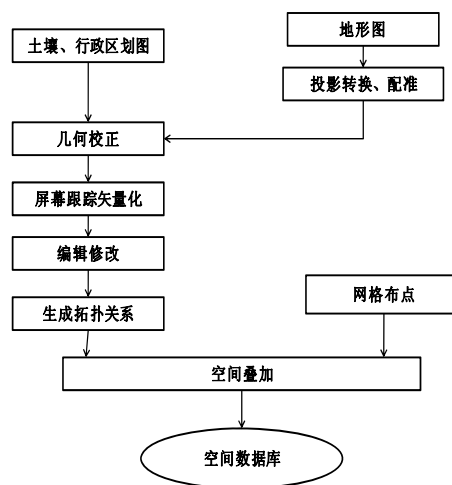 地形图
土壤、行政区划图
投影转换、配准
几何校正
屏幕跟踪矢量化
编辑修改
网格布点
生成拓扑关系
空间叠加
空间数据库